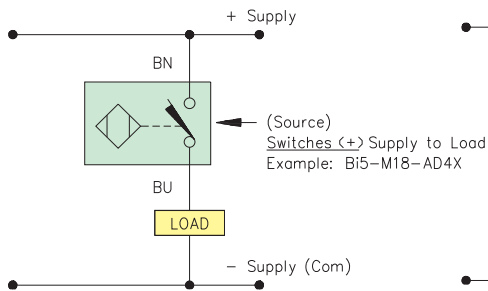 + Supply
BN
(Source)
Switches (+) Supply to Load
Example: Bi5-M18-AD4X
BU
LOAD
- Supply (Com)